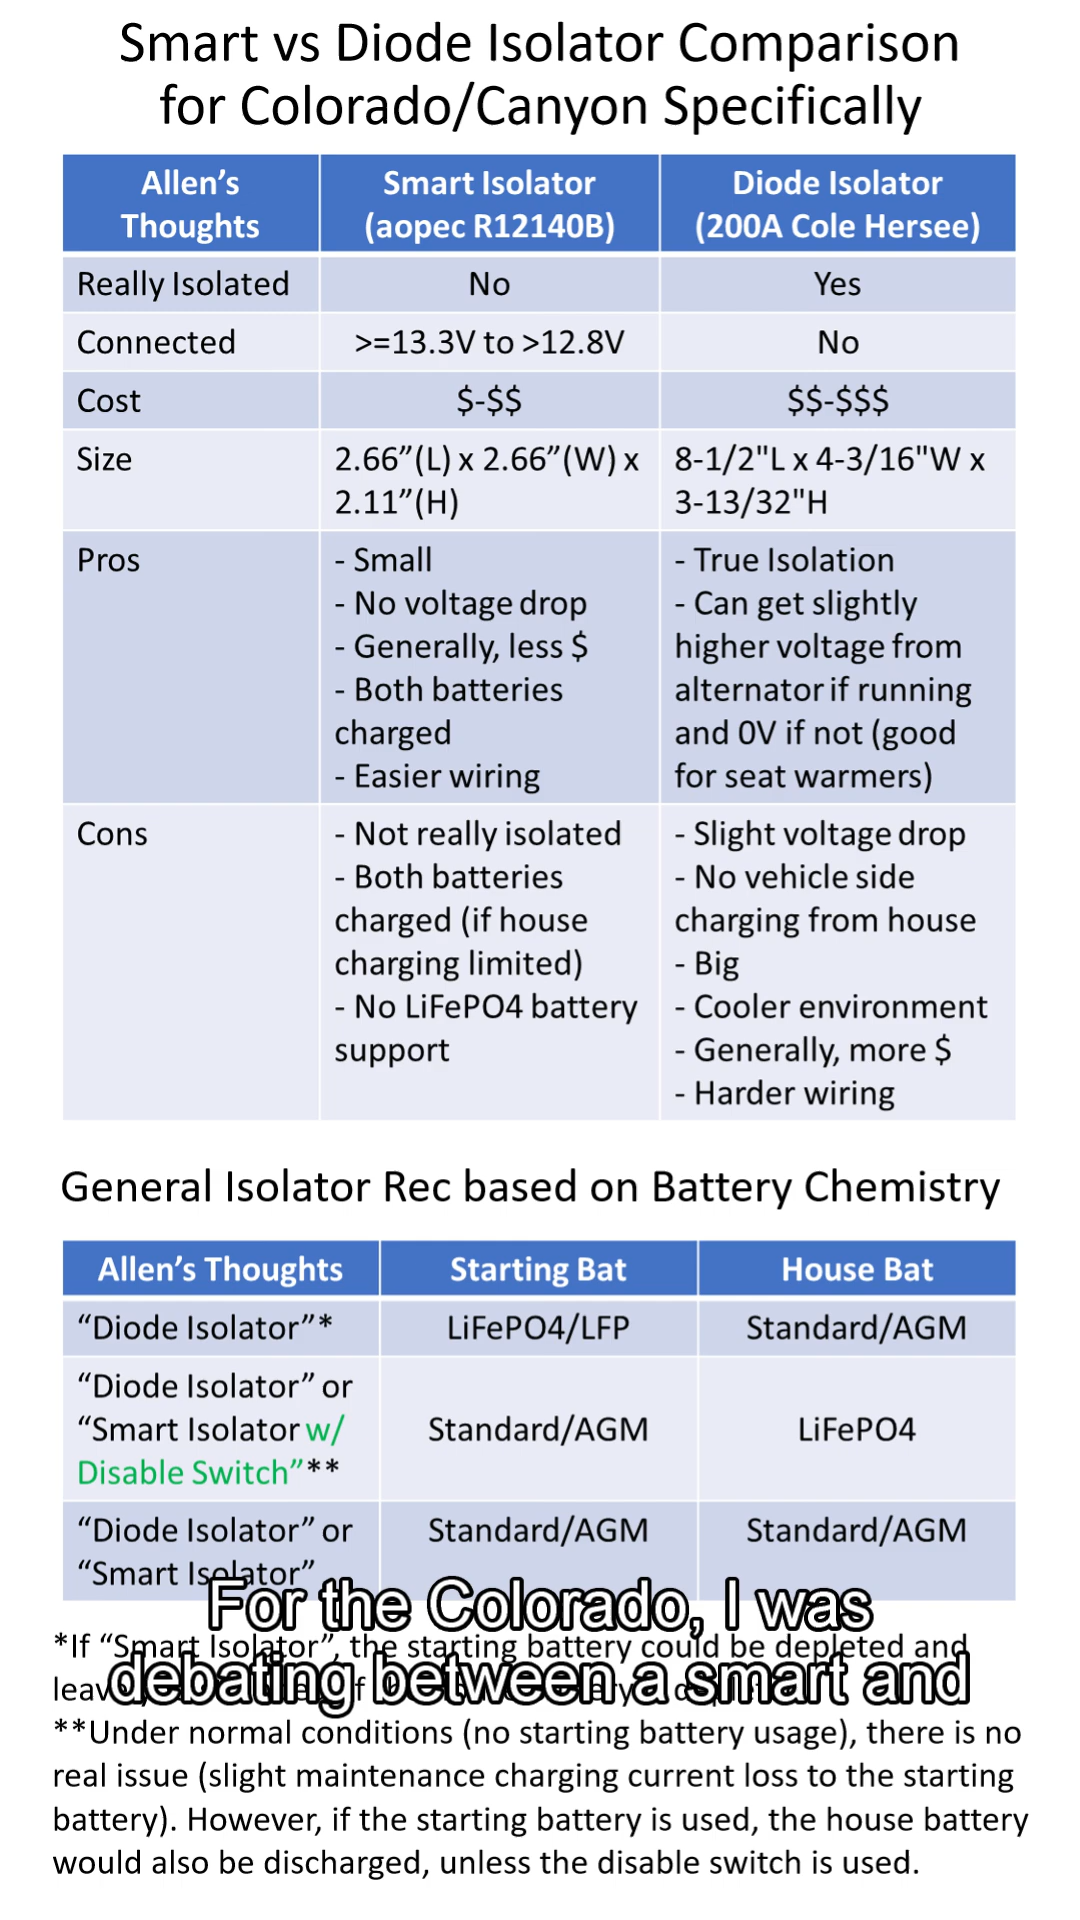 Smart vs Diode Isolator Comparison
for Colorado/Canyon Specifically
Allen’s Thoughts
Smart Isolator (aopec R12140B)
Diode Isolator (200A Cole Hersee)
Really Isolated
No
Yes
Connected
>=13.3V to >12.8V
No
Cost
$-$$
$$-$$$
Size
2.66”(L) x 2.66”(W) x
2.11”(H)
8-1/2"L x 4-3/16"W x
3-13/32"H
Pros
- Small
- No voltage drop
- Generally, less $
- Both batteries
charged
- Easier wiring
- True Isolation
- Can get slightly
higher voltage from
alternator if running
and 0V if not (good
for seat warmers)
Cons
- Not really isolated
- Both batteries
charged (if house
charging limited)
- No LiFePO4 battery
support
- Slight voltage drop
- No vehicle side
charging from house
- Big
- Cooler environment
- Generally, more $
- Harder wiring
General Isolator Rec based on Battery Chemistry
Allen’s Thoughts
Starting Bat
House Bat
“Diode Isolator”*
LiFePO4/LFP
Standard/AGM
“Diode Isolator” or
“Smart Isolator w/
Disable Switch”**
Standard/AGM
LiFePO4
“Diode Isolator” or
“Smart Isolator”
Standard/AGM
Standard/AGM
For the Colorado, I was
debating between a smart and
*If “Smart Isolator”, the starting battery could be depleted and
**Under normal conditions (no starting battery usage), there is no
real issue (slight maintenance charging current loss to the starting
battery). However, if the starting battery is used, the house battery
would also be discharged, unless the disable switch is used.